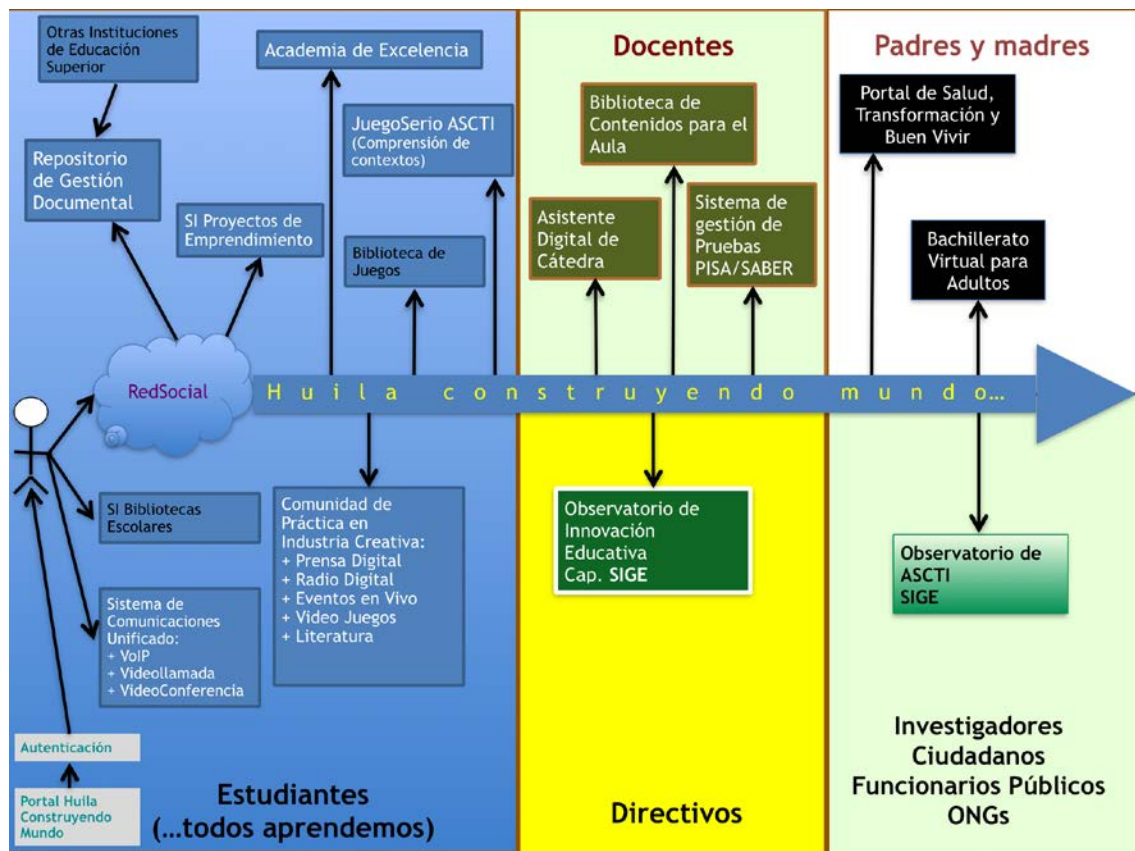 Otras Instituciones
de Educación
Superior
Repositorio
de Gestión
Documental
SI Proyectos de
Emprendimiento
Academia de Excelencia
JuegoSerio ASCTI
(Comprensión de
contextos)
Biblioteca de
Juegos
RedSocial
Huila construyendo mundo...
SI Bibliotecas
Escolares
Sistema de
Comunicaciones
Unificado:
+ VoIP
+ Videollamada
+ VideoConferencia
Comunidad de
Práctica en
Industria Creativa:
+ Prensa Digital
+ Radio Digital
+ Eventos en Vivo
+ Video Juegos
+ Literatura
Autenticación
Portal Huila
Construyendo
Mundo
Estudiantes
(...todos aprendemos)
Docentes
Biblioteca de
Contenidos para el
Aula
Asistente
Digital de
Cátedra
Sistema de
gestión de
Pruebas
PISA/SABER
Observatorio de
Innovación
Educativa
Cap. SIGE
Directivos
Padres y madres
Portal de Salud,
Transformación y
Buen Vivir
Bachillerato
Virtual para
Adultos
Observatorio de
ASCTI
SIGE
Investigadores
Ciudadanos
Funcionarios Públicos
ONGs